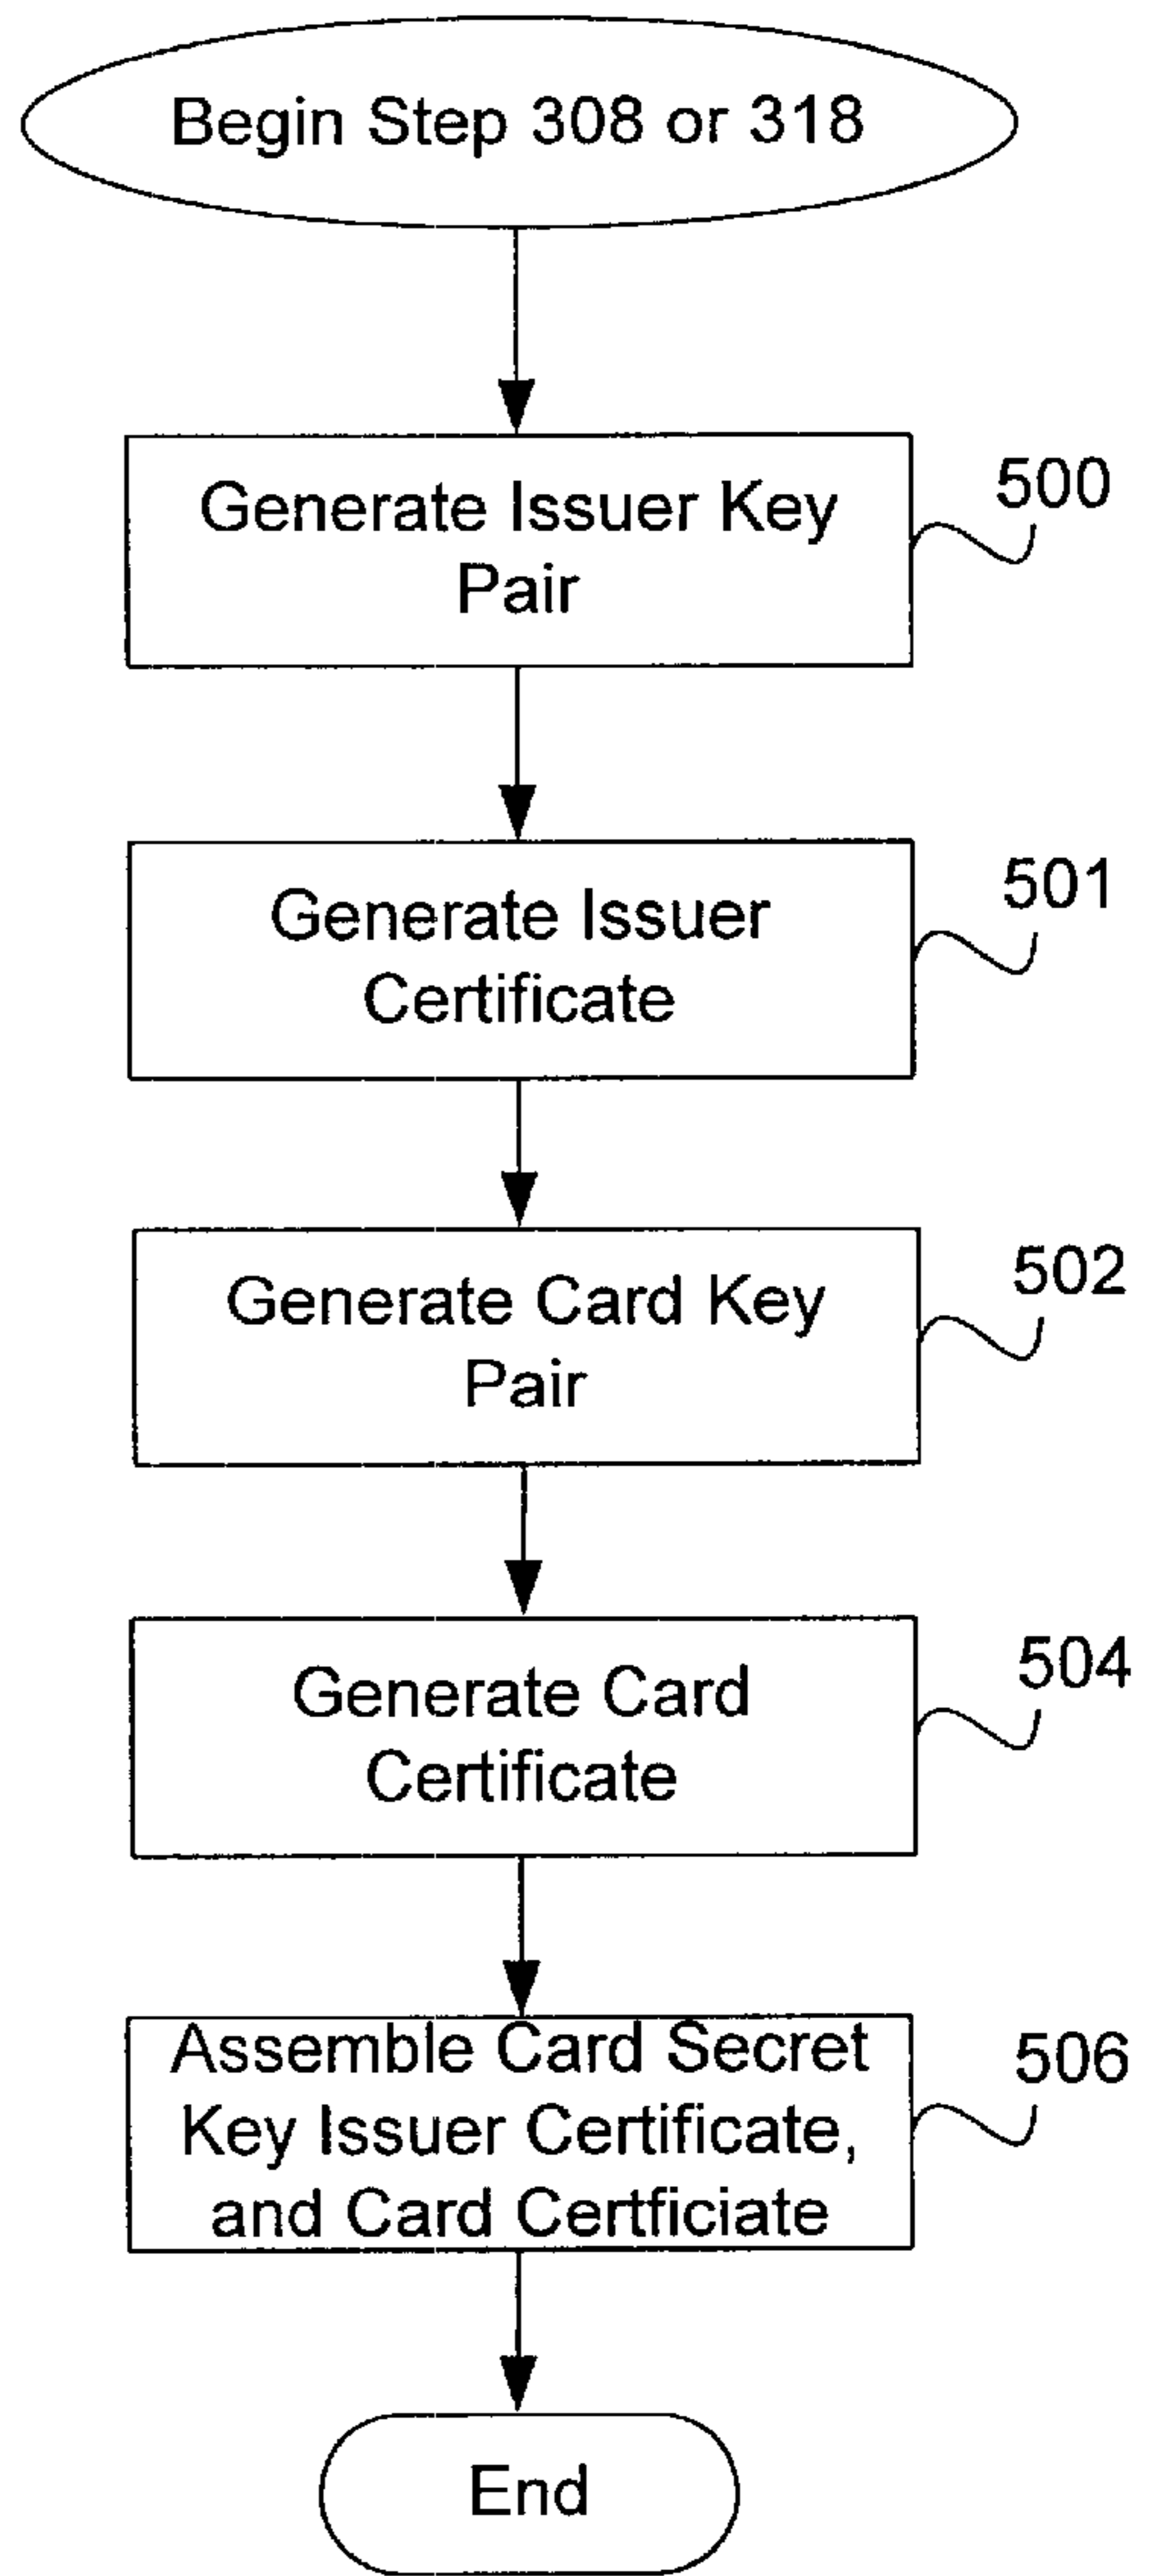 Begin Step 308 or 318
Generate Issuer Key
Pair
500
Generate Issuer
Certificate
501
Generate Card Key
Pair
502
Generate Card
Certificate
504
Assemble Card Secret
Key Issuer Certificate,
and Card Certficiate
506
End